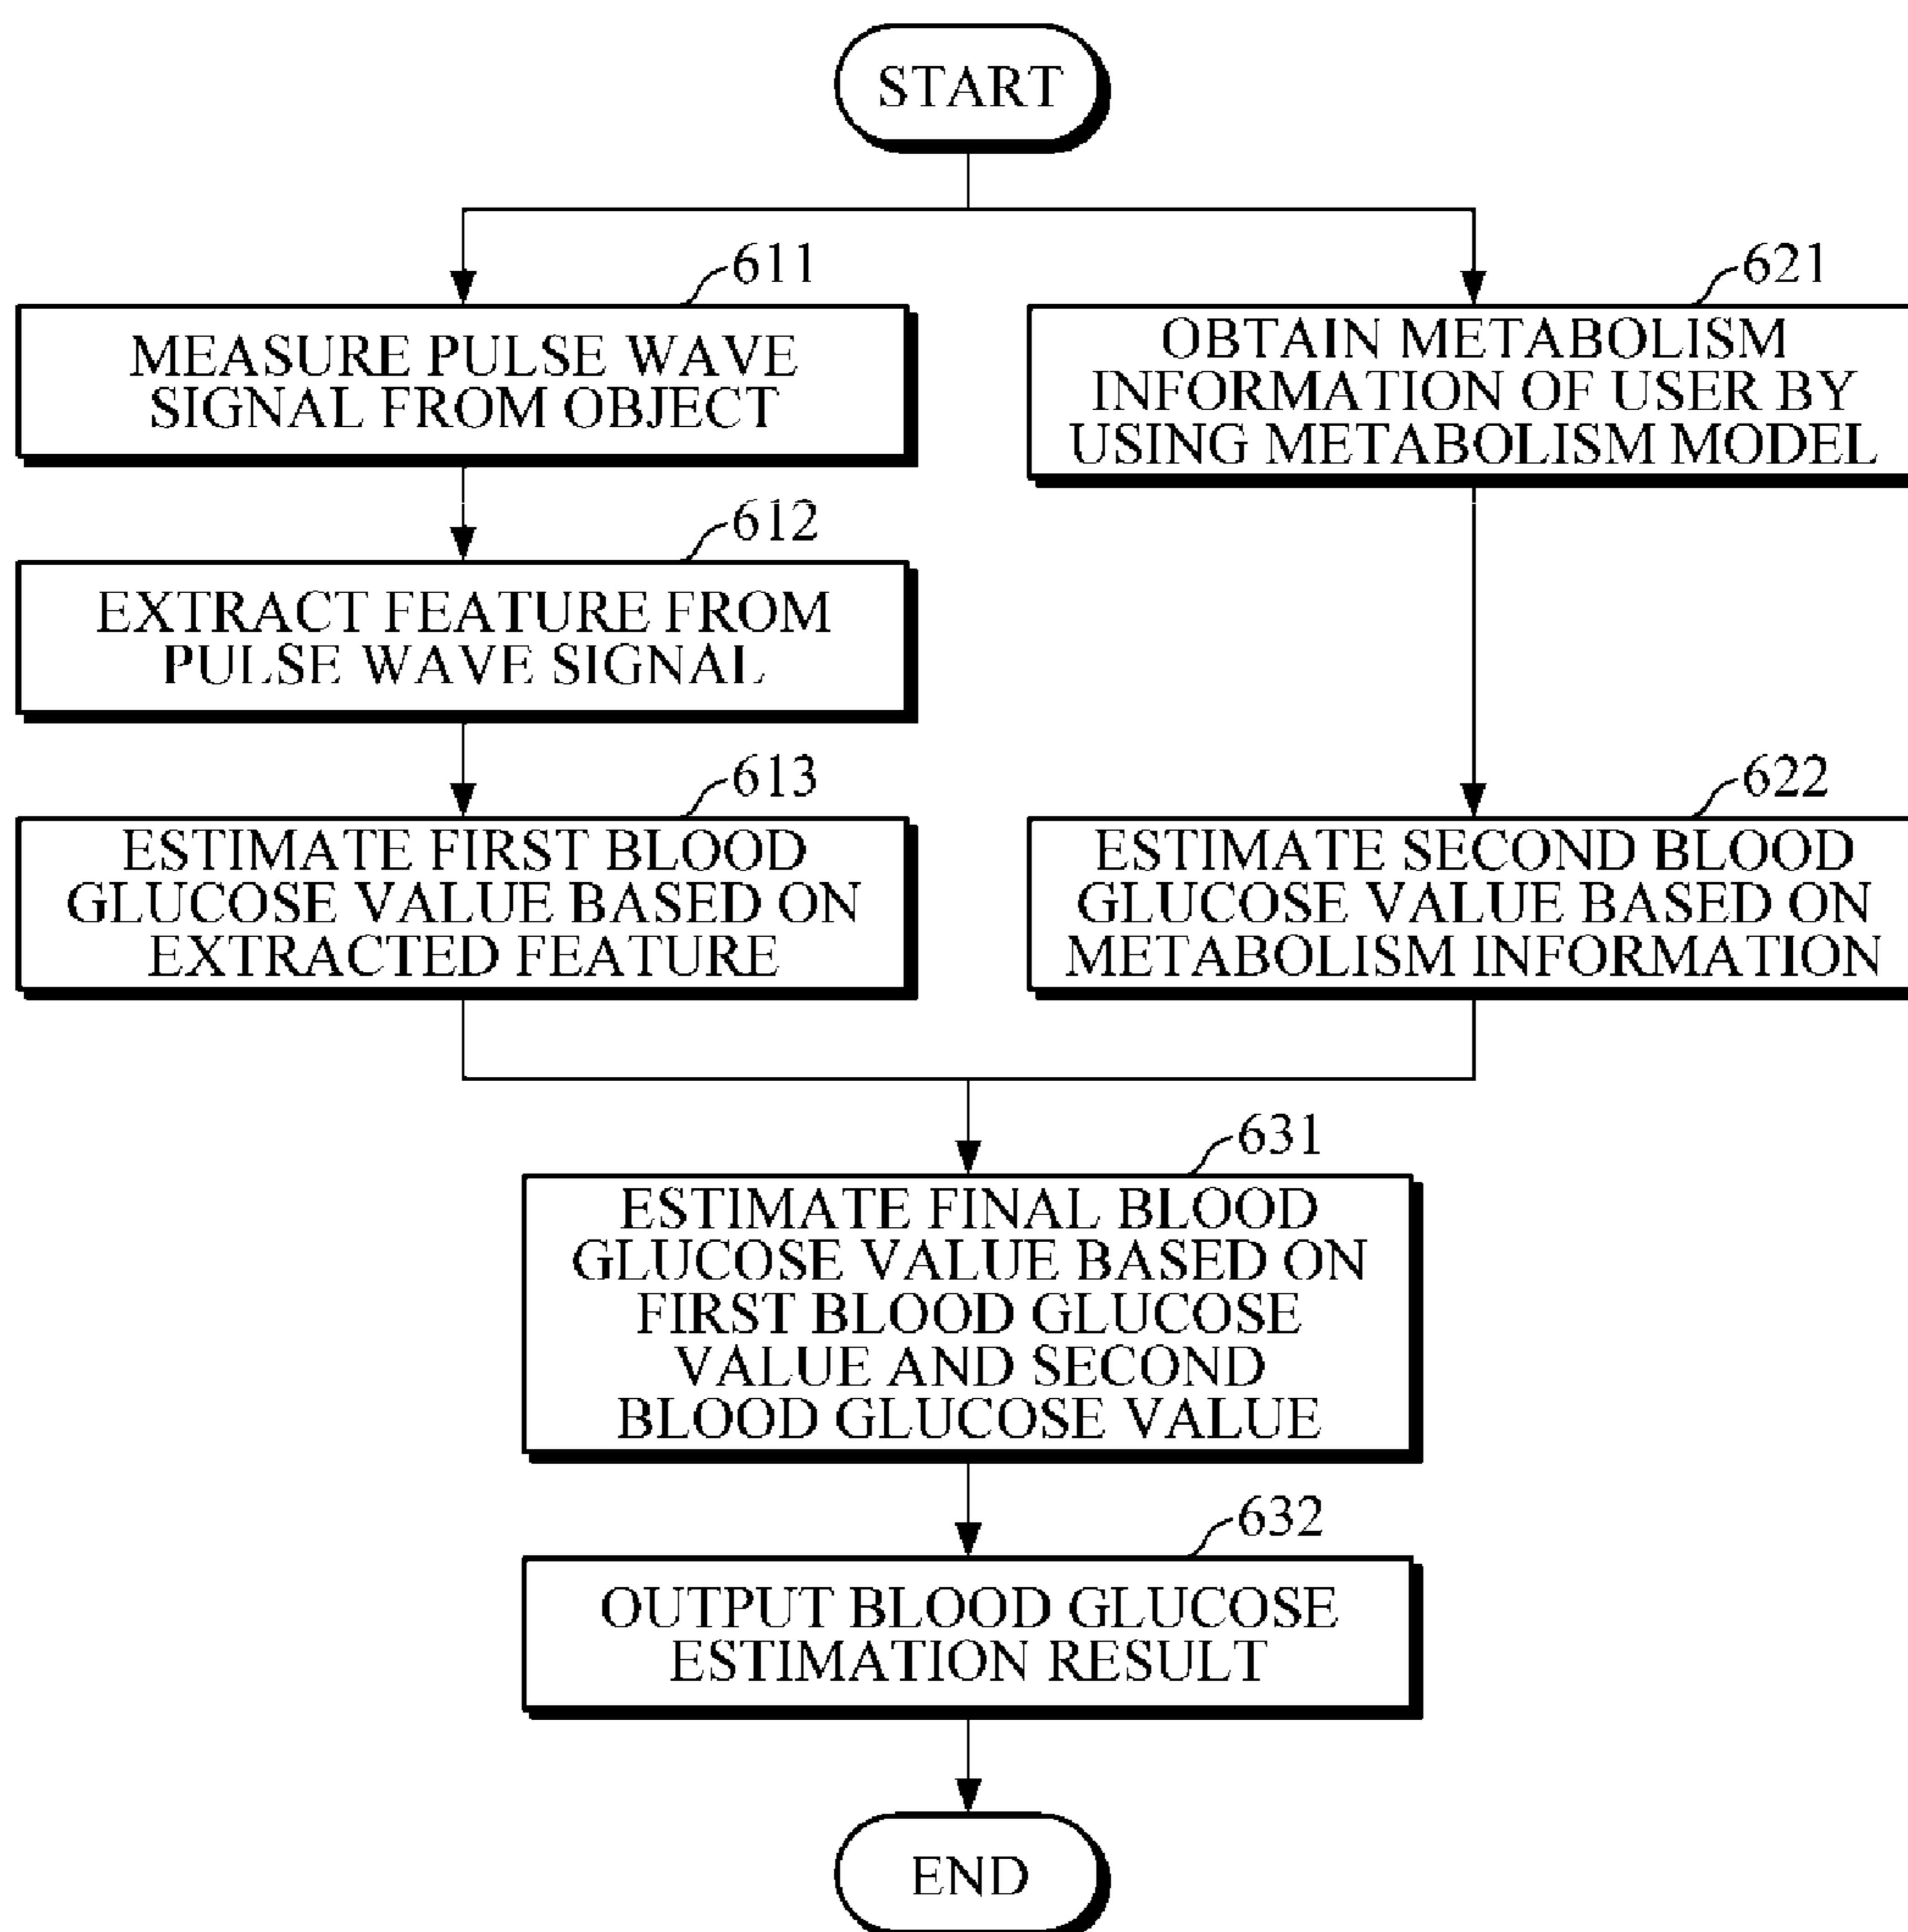 START
611
MEASURE PULSE WAVE
SIGNAL FROM OBJECT
612
EXTRACT FEATURE FROM
PULSE WAVE SIGNAL
613
ESTIMATE FIRST BLOOD
GLUCOSE VALUE BASED ON
EXTRACTED FEATURE
621
OBTAIN METABOLISM
INFORMATION OF USER BY
USING METABOLISM MODEL
622
ESTIMATE SECOND BLOOD
GLUCOSE VALUE BASED ON
METABOLISM INFORMATION
631
ESTIMATE FINAL BLOOD
GLUCOSE VALUE BASED ON
FIRST BLOOD GLUCOSE
VALUE AND SECOND
BLOOD GLUCOSE VALUE
632
OUTPUT BLOOD GLUCOSE
ESTIMATION RESULT
END